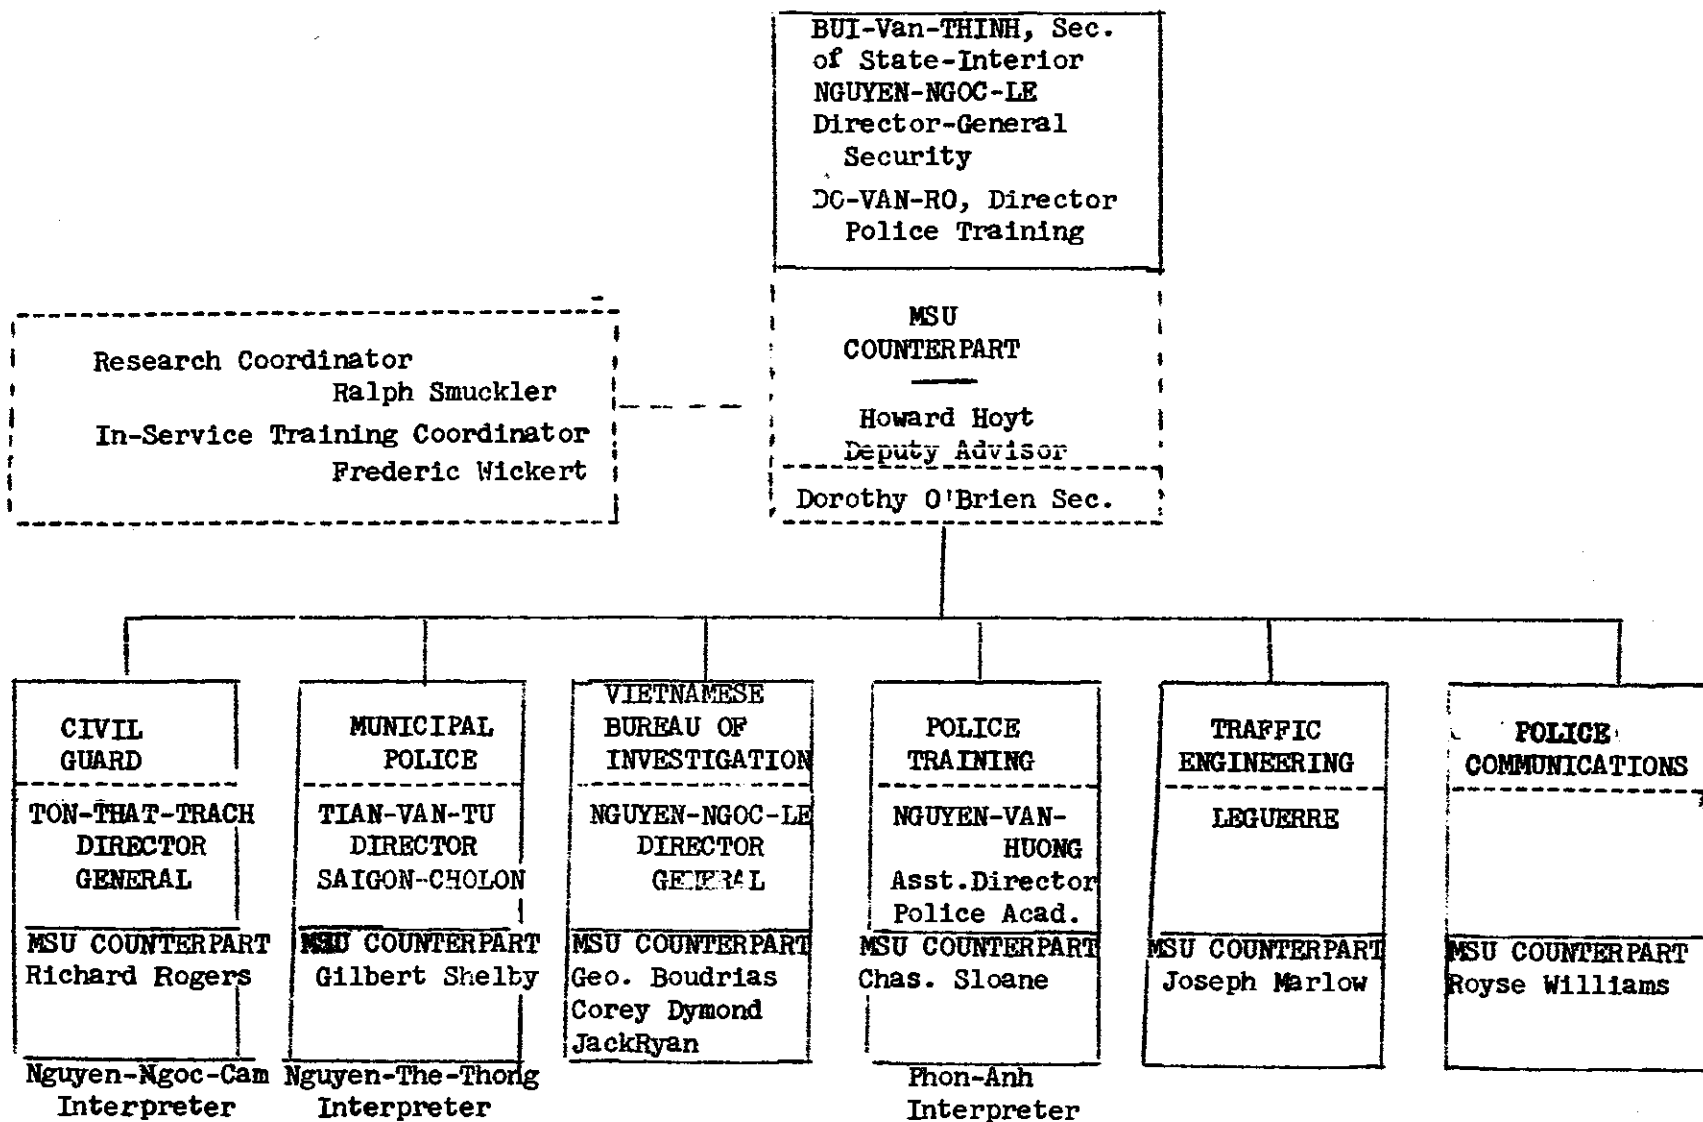 BUI-Van-THINH, Sec.
of State-Interior
NGUYEN-NGOC-LE
Director-General
Security
DO-VAN-RO, Director
Police Training
MSU
COUNTERPART
Howard Hoyt
Deputy Advisor
Dorothy O'Brien Sec.
Research Coordinator
Ralph Smuckler
In-Service Training Coordinator
Frederic Wickert
CIVIL
GUARD
TON-THAT-TRACH
DIRECTOR
GENERAL
MSU COUNTERPART
Richard Rogers
Nguyen-Ngoc-Cam
Interpreter
MUNICIPAL
POLICE
TIAN-VAN-TU
DIRECTOR
SAIGON-CHOLON
MSU COUNTERPART
Gilbert Shelby
Nguyen-The-Thong
Interpreter
VIETNAMESE
BUREAU OF
INVESTIGATION
NGUYEN-NGOC-LE
DIRECTOR
GENERAL
MSU COUNTERPART
Geo. Boudrias
Corey Dymond
JackRyan
POLICE
TRAINING
NGUYEN-VAN-
HUONG
Asst.Director
Police Acad.
MSU COUNTERPART
Chas. Sloane
Phon-Anh
Interpreter
TRAFFIC
ENGINEERING
LEGUERRE
MSU COUNTERPART
Joseph Marlow
POLICE
COMMUNICATIONS
MSU COUNTERPART
Royse Williams